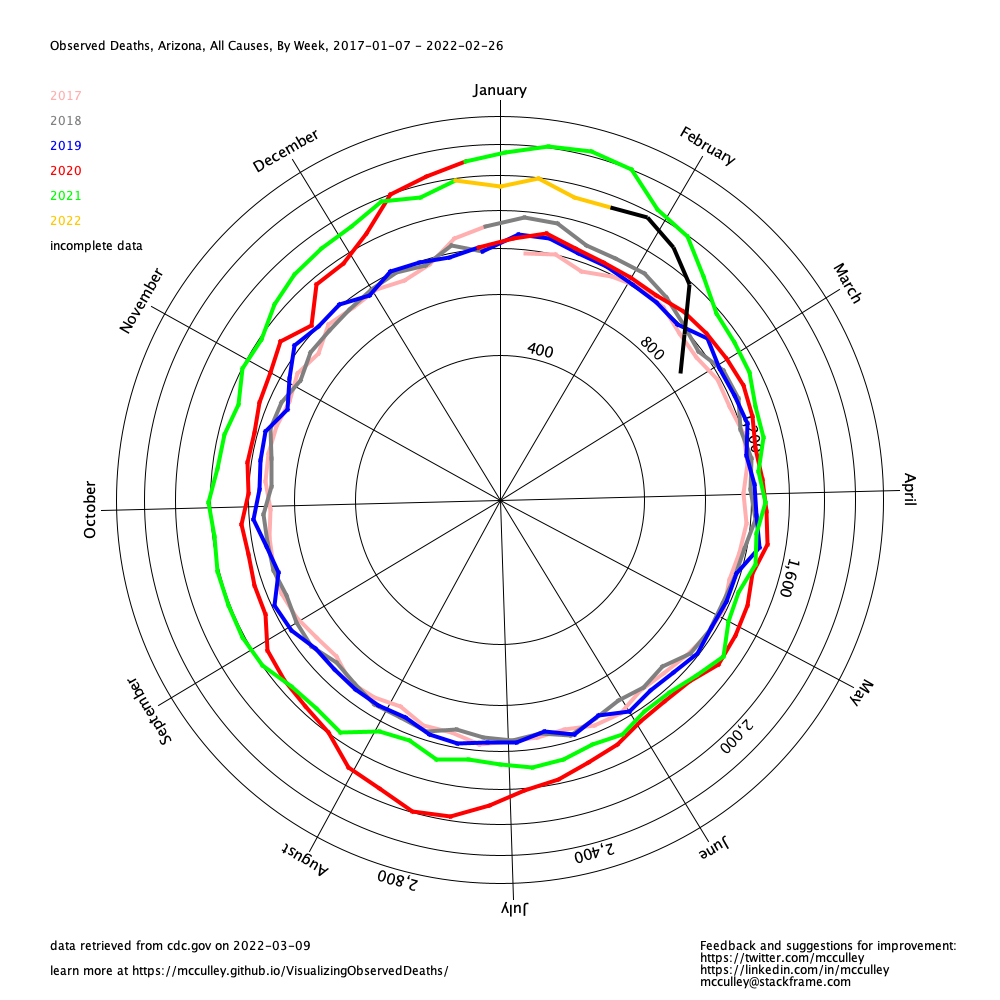 Observed Deaths, Arizona, All Causes, By Week, 2017-01-07 - 2022-02-26
January
2017
2018
2019
2020
2021
2022
incomplete data
December
February
November
March
400
800
1,200
October
April
1,600
September
May
2,000
August
June
2,400
2,800
July
data retrieved from cdc.gov on 2022-03-09
learn more at https://mcculley.github.io/VisualizingObservedDeaths/
Feedback and suggestions for improvement:
https://twitter.com/mcculley
https://linkedin.com/in/mcculley
mcculley@stackframe.com